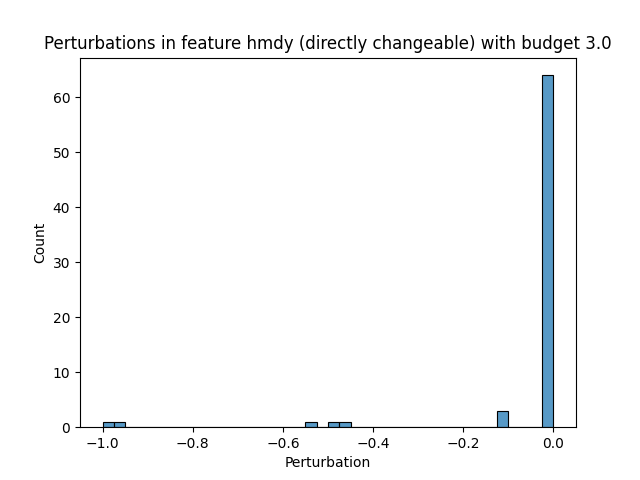 Perturbations in feature hmdy (directly changeable) with budget 3.0
60
50
40
30
20
10
0
Count
−1.0 −0.8 −0.6 −0.4 −0.2 0.0
Perturbation